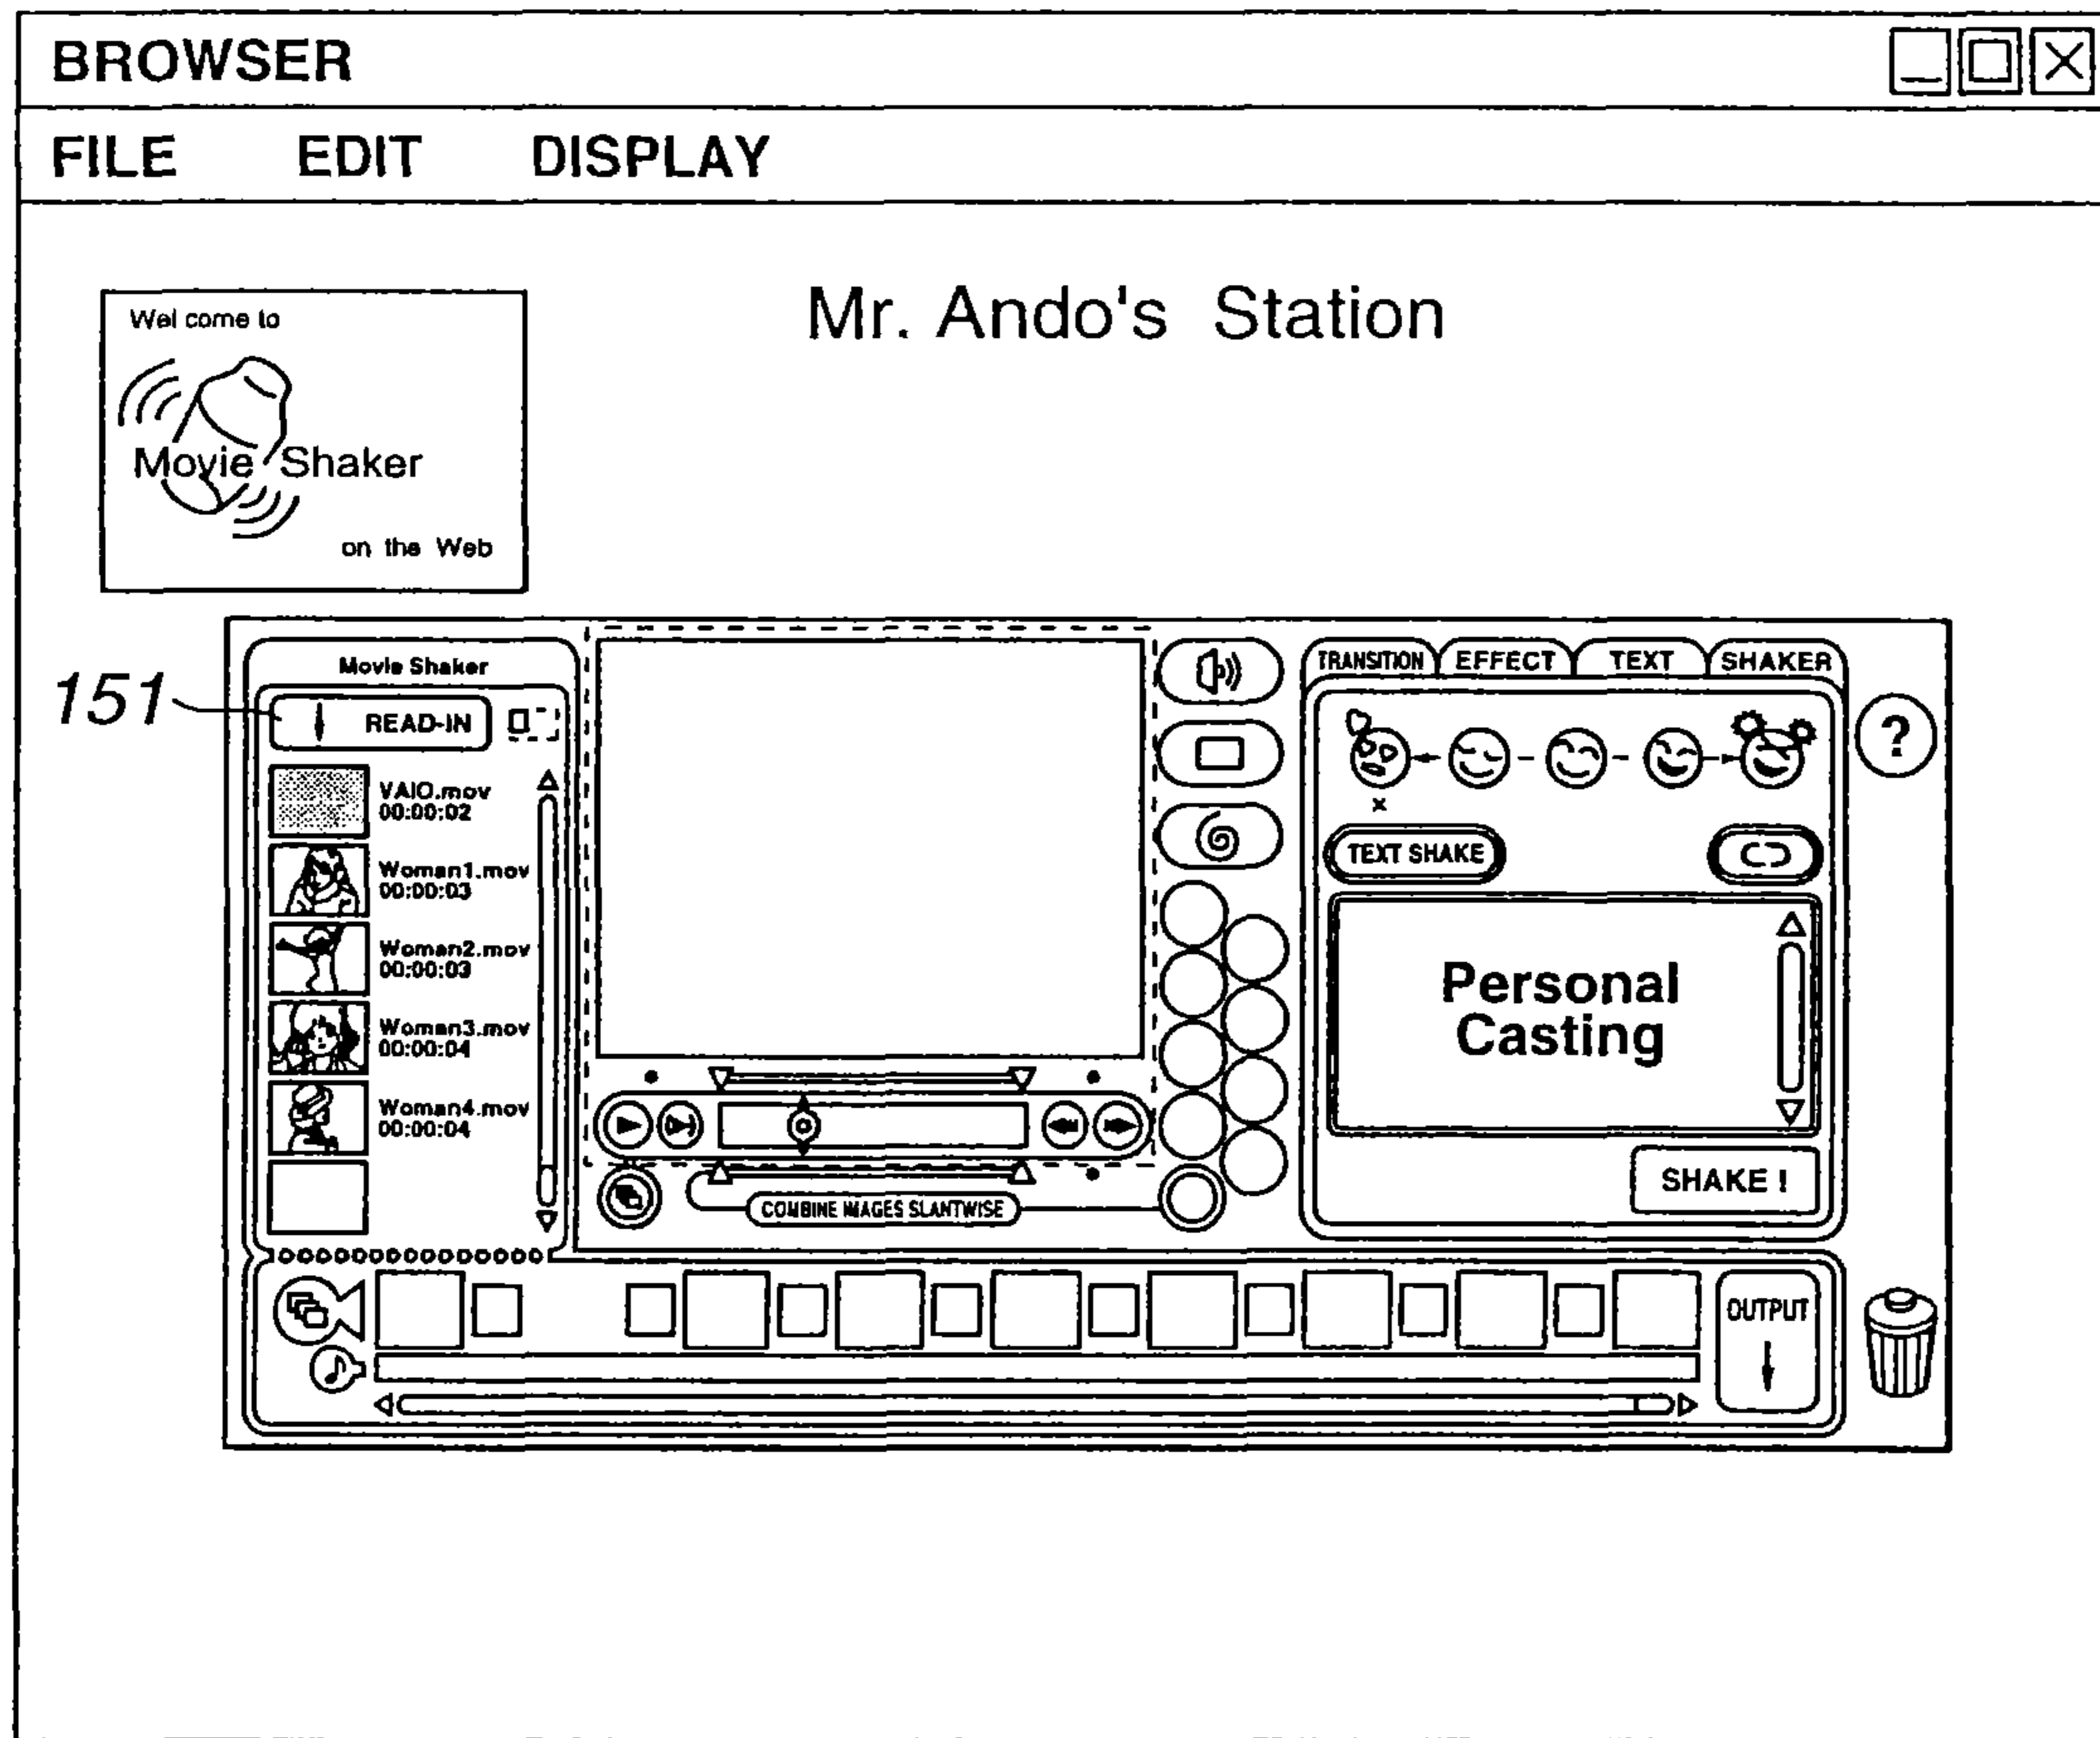 BROWSER
FILE EDIT DISPLAY
Wel come to
Movie Shaker
on the Web
Mr. Ando's Station
151
Movie Shaker
READ-IN
VAIO.mov
00:00:02
Woman1.mov
00:00:03
Woman2.mov
00:00:03
Woman3.mov
00:00:04
Woman4.mov
00:00:04
COMBINE IMAGES SLANTWISE
TRANSITION EFFECT TEXT SHAKER
?
x
TEXT SHAKE
Personal
Casting
SHAKE !
OUTPUT